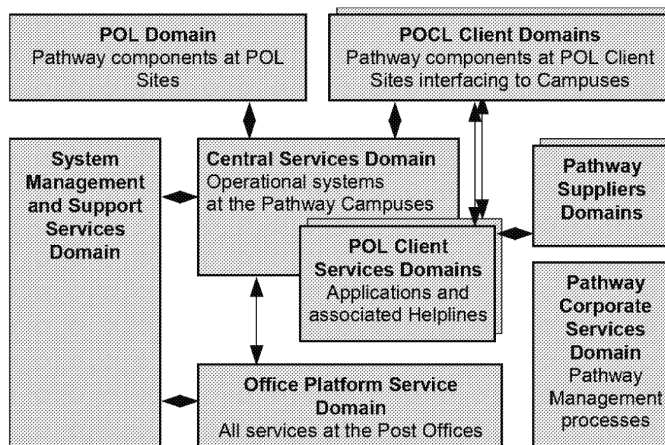 POL Domain
Pathway components at POL
Sites
POCL Client Domains
Pathway components at POL Client
Sites interfacing to Campuses
System
Management
and Support
Services
Domain
Central Services Domain
Operational systems
at the Pathway Campuses
Pathway
Suppliers
Domains
POL Client
Services Domains
Applications and
associated Helplines
Pathway
Corporate
Services
Domain
Pathway
Management
processes
Office Platform Service
Domain
All services at the Post Offices